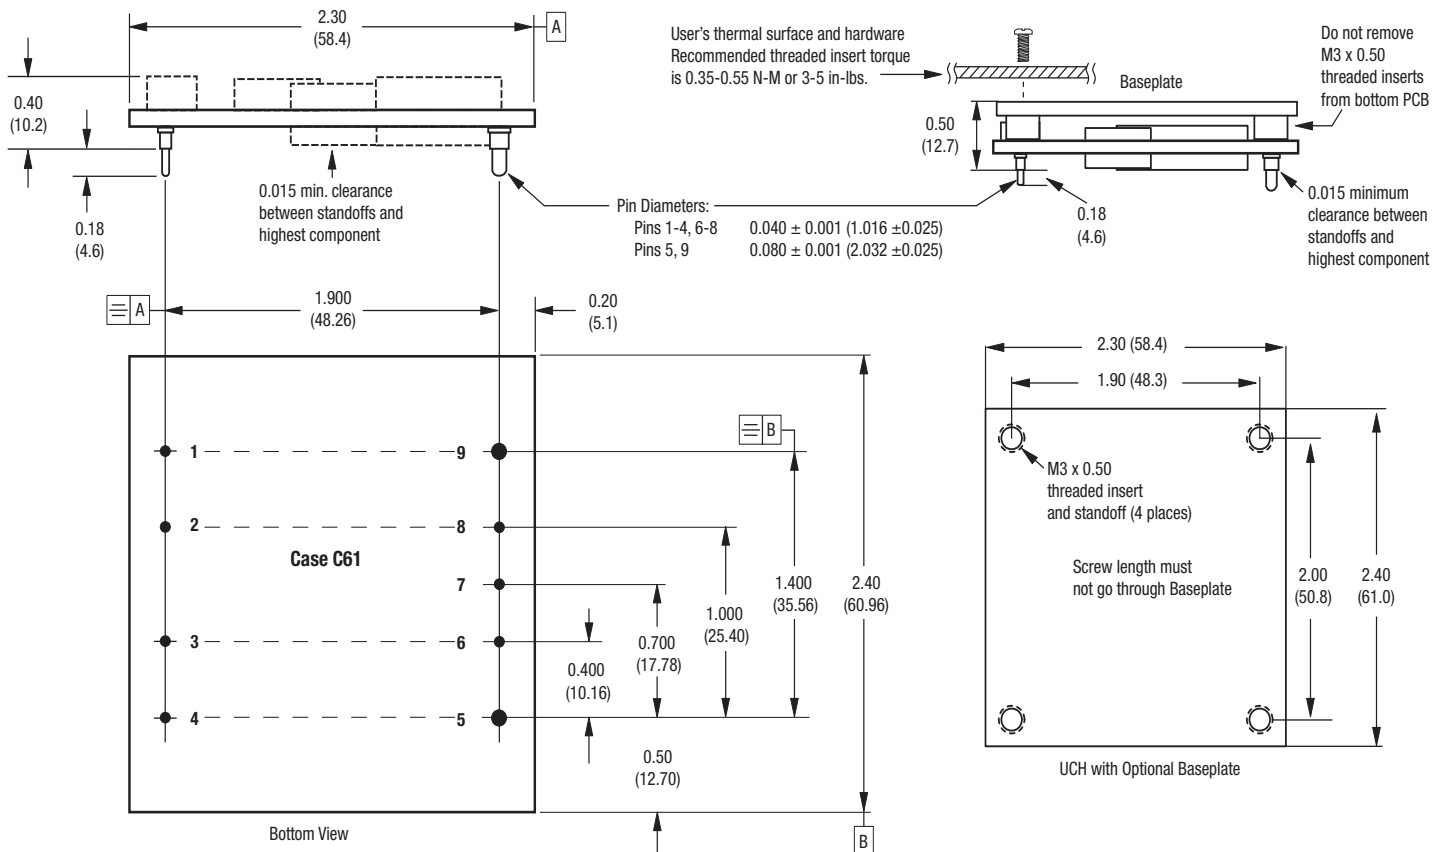 2.30
(58.4)
A
0.40
(10.2)
0.18
(4.6)
0.015 min. clearance
between standoffs and
highest component
User's thermal surface and hardware
Recommended threaded insert torque
is 0.35-0.55 N-M or 3-5 in-lbs.
Baseplate
Do not remove
M3 x 0.50
threaded inserts
from bottom PCB
0.50
(12.7)
Pin Diameters:
Pins 1-4, 6-8 0.040 ± 0.001 (1.016 ±0.025)
Pins 5, 9 0.080 ± 0.001 (2.032 ±0.025)
0.18
(4.6)
0.015 minimum
clearance between
standoffs and
highest component
A
1.900
(48.26)
0.20
(5.1)
B
1 9
2 8
Case C61
7
3 6
4 5
0.400
(10.16)
0.700
(17.78)
1.000
(25.40)
1.400
(35.56)
2.40
(60.96)
0.50
(12.70)
B
Bottom View
2.30 (58.4)
1.90 (48.3)
M3 x 0.50
threaded insert
and standoff (4 places)
Screw length must
not go through Baseplate
2.00
(50.8)
2.40
(61.0)
UCH with Optional Baseplate